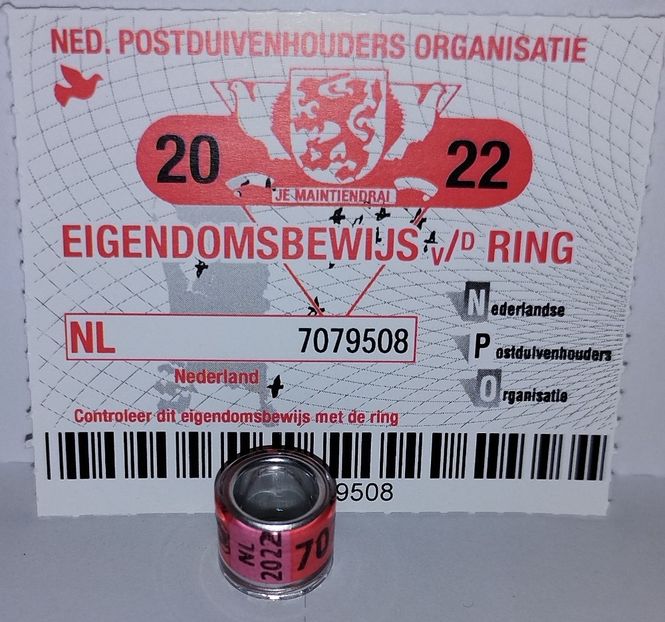 NED. POSTDUIVENHOUDERS ORGANISATIE
20 22
JE MAINTIENDRAI
EIGENDOMSBEWIJS v/D RING
NL 7079508
Nederland
Nederlandse
Postduivenhouders
Organisatie
Controleer dit eigendomsbewijs met de ring
9508
NL
2022
70